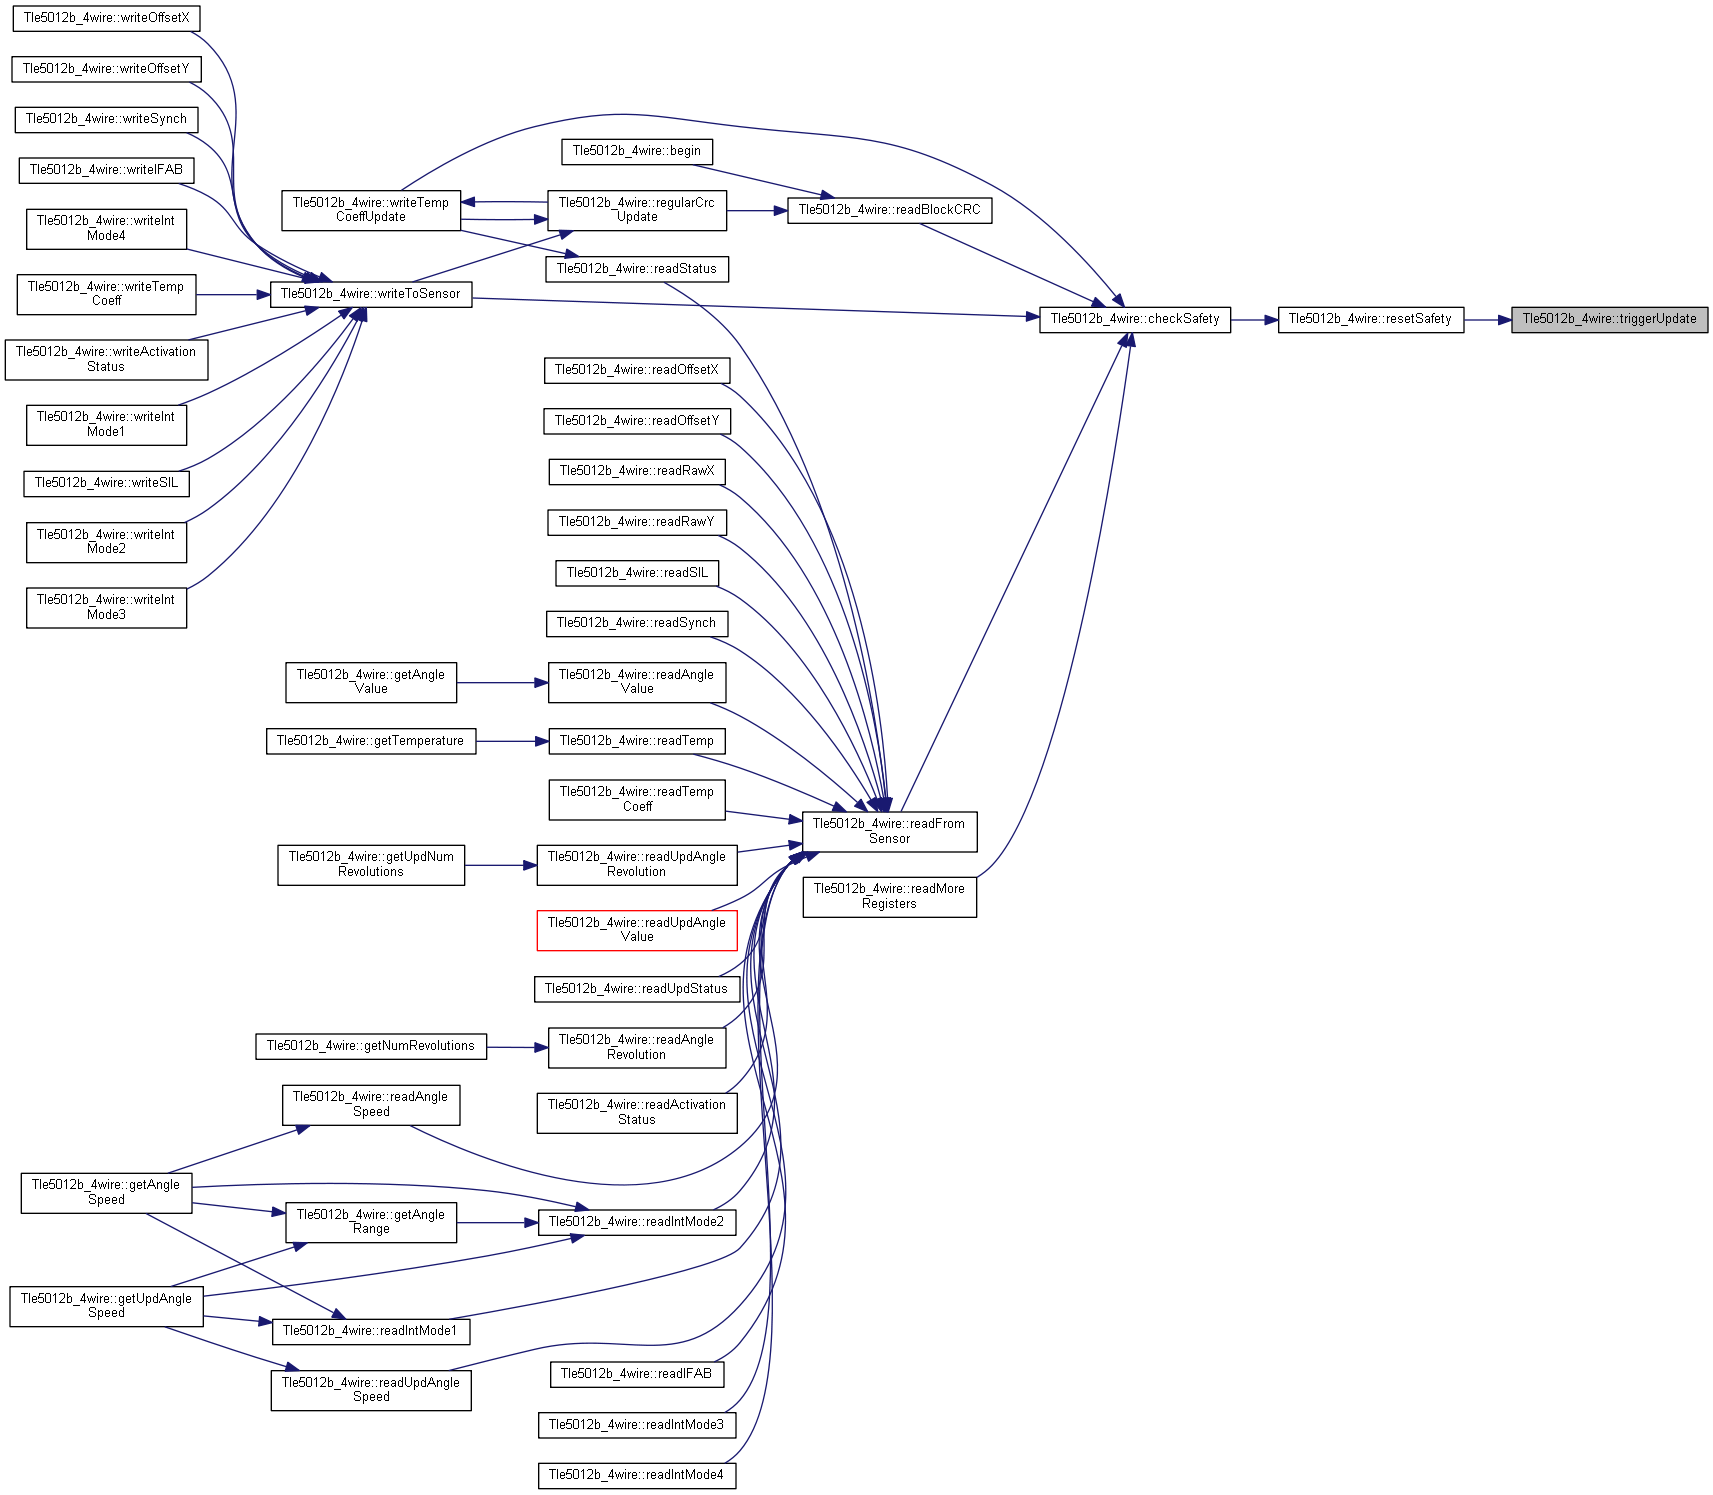 Tle5012b_4wire::writeOffsetX
Tle5012b_4wire::writeOffsetY
Tle5012b_4wire::writeSynch
Tle5012b_4wire::writeIFAB
Tle5012b_4wire::writeInt
Mode4
Tle5012b_4wire::writeTemp
Coeff
Tle5012b_4wire::writeActivation
Status
Tle5012b_4wire::writeInt
Mode1
Tle5012b_4wire::writeSIL
Tle5012b_4wire::writeInt
Mode2
Tle5012b_4wire::writeInt
Mode3
Tle5012b_4wire::writeTemp
CoeffUpdate
Tle5012b_4wire::writeToSensor
Tle5012b_4wire::begin
Tle5012b_4wire::regularCrc
Update
Tle5012b_4wire::readStatus
Tle5012b_4wire::readBlockCRC
Tle5012b_4wire::checkSafety
Tle5012b_4wire::resetSafety
Tle5012b_4wire::triggerUpdate
Tle5012b_4wire::readOffsetX
Tle5012b_4wire::readOffsetY
Tle5012b_4wire::readRawX
Tle5012b_4wire::readRawY
Tle5012b_4wire::readSIL
Tle5012b_4wire::readSynch
Tle5012b_4wire::getAngle
Value
Tle5012b_4wire::readAngle
Value
Tle5012b_4wire::getTemperature
Tle5012b_4wire::readTemp
Tle5012b_4wire::readTemp
Coeff
Tle5012b_4wire::readFrom
Sensor
Tle5012b_4wire::getUpdNum
Revolutions
Tle5012b_4wire::readUpdAngle
Revolution
Tle5012b_4wire::readMore
Registers
Tle5012b_4wire::readUpdAngle
Value
Tle5012b_4wire::readUpdStatus
Tle5012b_4wire::getNumRevolutions
Tle5012b_4wire::readAngle
Revolution
Tle5012b_4wire::readAngle
Speed
Tle5012b_4wire::readActivation
Status
Tle5012b_4wire::getAngle
Speed
Tle5012b_4wire::getAngle
Range
Tle5012b_4wire::readIntMode2
Tle5012b_4wire::getUpdAngle
Speed
Tle5012b_4wire::readIntMode1
Tle5012b_4wire::readUpdAngle
Speed
Tle5012b_4wire::readIFAB
Tle5012b_4wire::readIntMode3
Tle5012b_4wire::readIntMode4